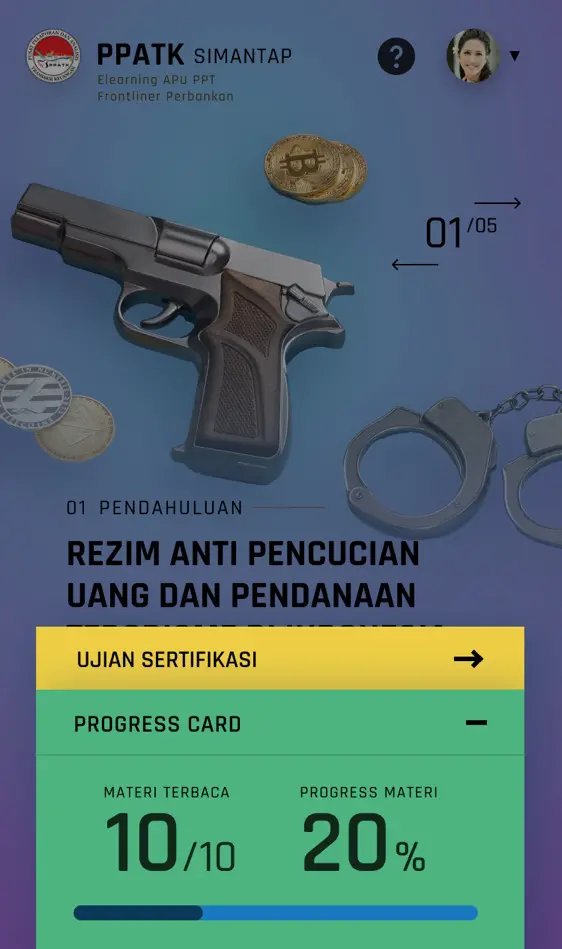 PPATK SIMANTAP
Elearning APU PPT
Frontliner Perbankan
?
01/05
01 PENDAHULUAN
REZIM ANTI PENCUCIAN
UANG DAN PENDANAAN
UJIAN SERTIFIKASI
PROGRESS CARD
MATERI TERBACA
10/10
PROGRESS MATERI
20%